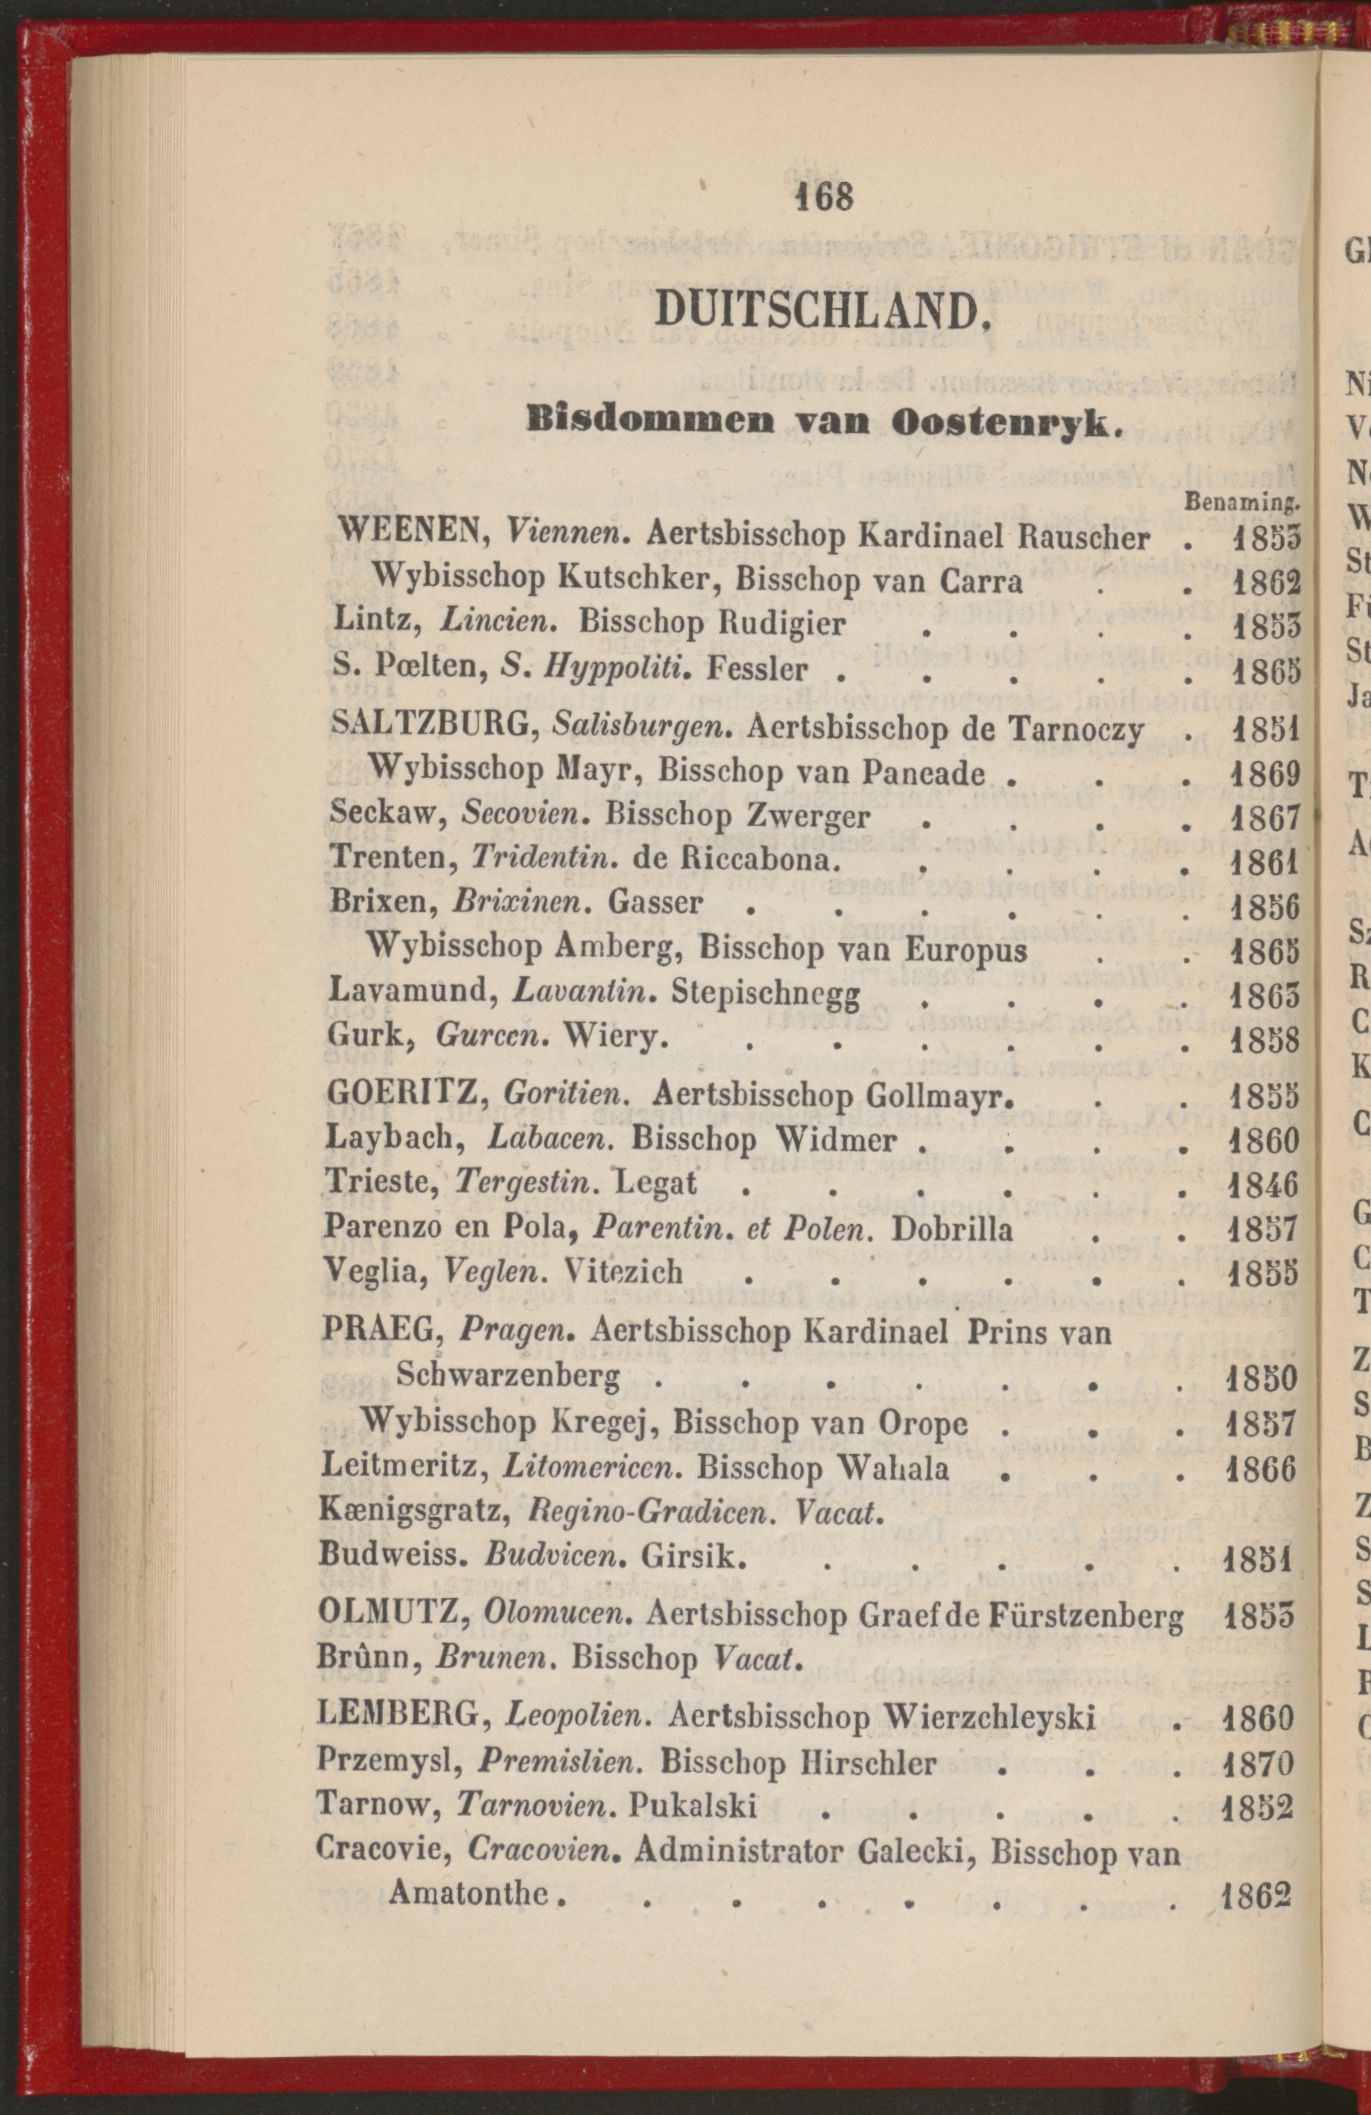 168
DUITSCHLAND.
Bisdommen van Oostenryk.
Benaming.
WEENEN, Viennen. Aertsbisschop Kardinael Rauscher . 1853
Wybisschop Kutschker, Bisschop van Carra . . 1862
Lintz, Lincien. Bisschop Rudigier . . . . 1853
S. Pœlten, S. Hyppoliti. Fessler . . . . . 1865
SALTZBURG, Salisburgen. Aertsbisschop de Tarnoczy . 1851
Wybisschop Mayr, Bisschop van Paneade . . . 1869
Seckaw, Secovien. Bisschop Zwerger . . . . 1867
Trenten, Tridentin. de Riccabona. . . . . 1861
Brixen, Brixinen. Gasser . . . . . . 1856
Wybisschop Amberg, Bisschop van Europus . . 1865
Lavamund, Lavantin. Stepischnegg . . . . 1863
Gurk, Gurcen. Wiery. . . . . . . 1858
GOERITZ, Goritien. Aertsbisschop Gollmayr. . . 1855
Laybach, Labacen. Bisschop Widmer . . . . 1860
Trieste, Tergestin. Legat . . . . . . 1846
Parenzo en Pola, Parentin. et Polen. Dobrilla . . 1857
Veglia, Veglen. Vitezich . . . . . . 1855
PRAEG, Pragen. Aertsbisschop Kardinael Prins van
Schwarzenberg . . . . . . . 1850
Wybisschop Kregej, Bisschop van Orope . . . 1857
Leitmeritz, Litomericen. Bisschop Wahala . . . 1866
Kænigsgratz, Regino-Gradicen. Vacat.
Budweiss. Budvicen. Girsik. . . . . . 1851
OLMUTZ, Olomucen. Aertsbisschop Graef de Fürstzenberg 1853
Brûnn, Brunen. Bisschop Vacat.
LEMBERG, Leopolien. Aertsbisschop Wierzchleyski . 1860
Przemysl, Premislien. Bisschop Hirschler . . . 1870
Tarnow, Tarnovien. Pukalski . . . . . 1852
Cracovie, Cracovien. Administrator Galecki, Bisschop van
Amatonthe . . . . . . . . 1862